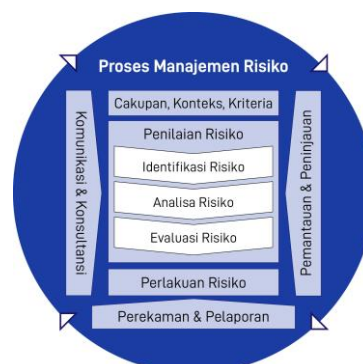 Proses Manajemen Risiko
Cakupan, Konteks, Kriteria
Komunikasi & Konsultansi
Penilaian Risiko
Identifikasi Risiko
Analisa Risiko
Evaluasi Risiko
Pemantauan & Peninjauan
Perlakuan Risiko
Perekaman & Pelaporan